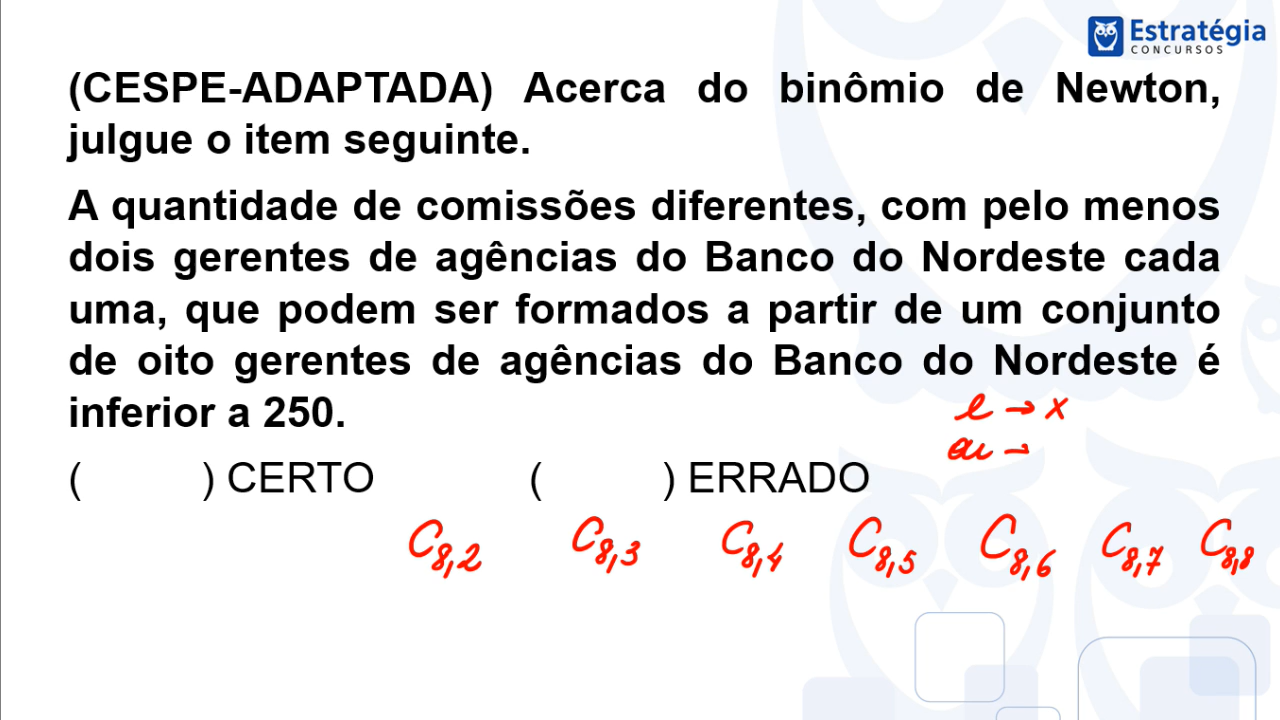 Estratégia
CONCURSOS
(CESPE-ADAPTADA) Acerca do binômio de Newton,
julgue o item seguinte.
A quantidade de comissões diferentes, com pelo menos
dois gerentes de agências do Banco do Nordeste cada
uma, que podem ser formados a partir de um conjunto
de oito gerentes de agências do Banco do Nordeste é
inferior a 250.
e → x
ou →
( ) CERTO ( ) ERRADO
C8,2 C8,3 C8,4 C8,5 C8,6 C8,7 C8,8